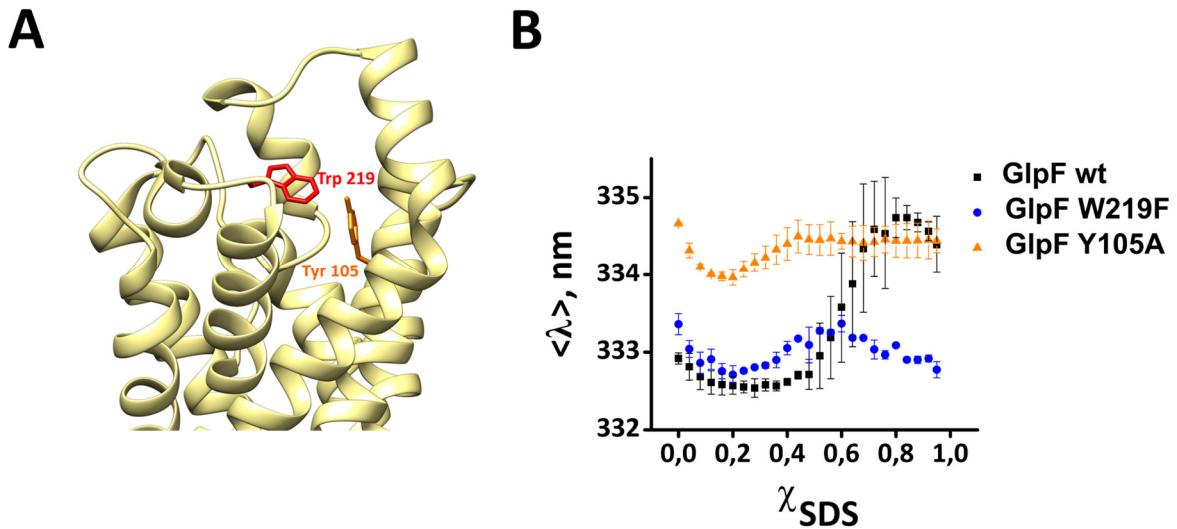 A
B
Trp 219
Tyr 105
<λ>, nm
335
334
333
332
0,0
0,2
0,4
0,6
0,8
1,0
χSDS
GlpF wt
GlpF W219F
GlpF Y105A